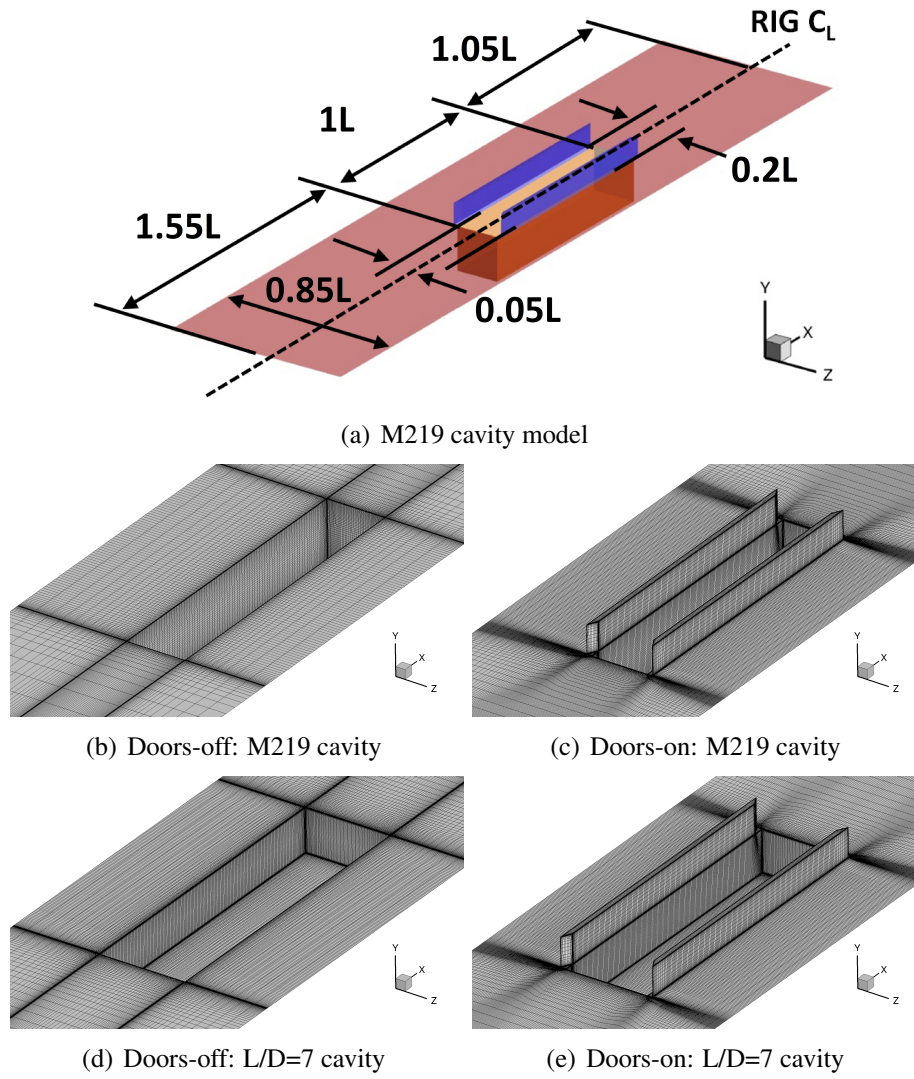 RIG C_L
1.05L
1L
0.2L
1.55L
0.85L
0.05L
Y
X
Z
(a) M219 cavity model
Y
X
Z
Y
X
Z
(b) Doors-off: M219 cavity
(c) Doors-on: M219 cavity
Y
X
Z
Y
X
Z
(d) Doors-off: L/D=7 cavity
(e) Doors-on: L/D=7 cavity